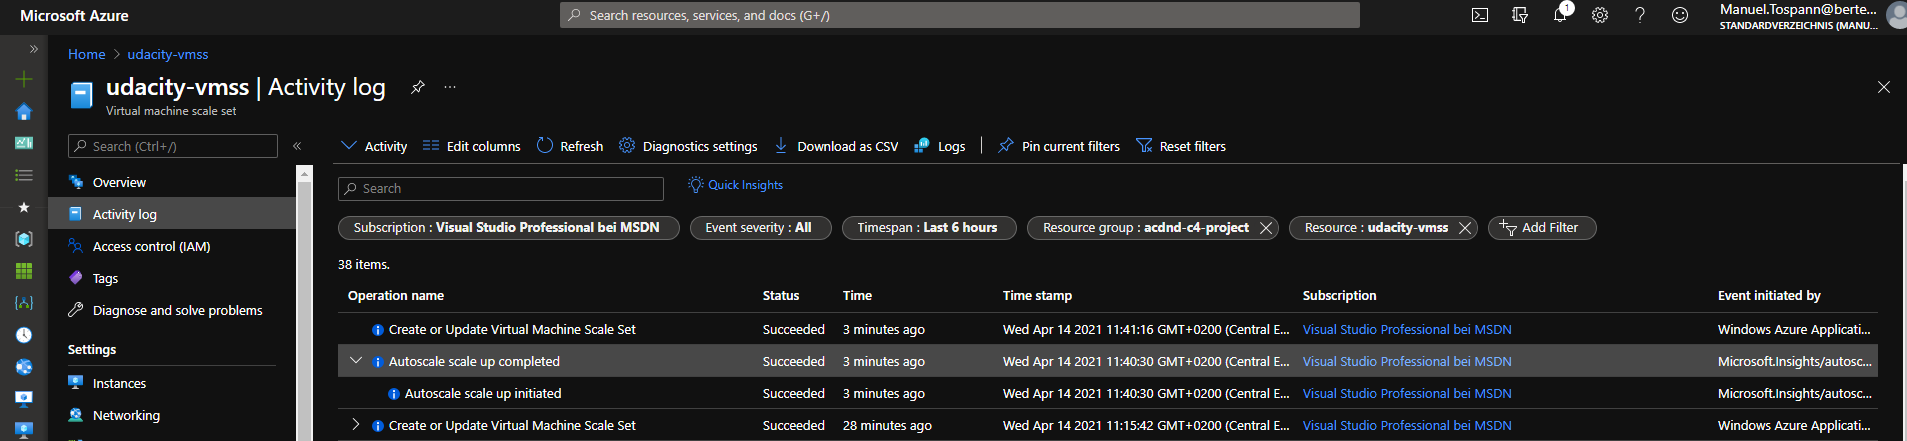 Microsoft Azure
Search resources, services, and docs (G+/)
1
Manuel.Tospann@berte...
STANDARDVERZEICHNIS (MANU...
Home > udacity-vmss
udacity-vmss | Activity log
Virtual machine scale set
Search (Ctrl+/)
Overview
Activity log
Access control (IAM)
Tags
Diagnose and solve problems
Settings
Instances
Networking
Activity
Edit columns
Refresh
Diagnostics settings
Download as CSV
Logs
Pin current filters
Reset filters
Search
Quick Insights
Subscription : Visual Studio Professional bei MSDN
Event severity : All
Timespan : Last 6 hours
Resource group : acdnd-c4-project
Resource : udacity-vmss
Add Filter
38 items.
Operation name Status Time Time stamp Subscription Event initiated by
Create or Update Virtual Machine Scale Set Succeeded 3 minutes ago Wed Apr 14 2021 11:41:16 GMT+0200 (Central E... Visual Studio Professional bei MSDN Windows Azure Applicati...
Autoscale scale up completed Succeeded 3 minutes ago Wed Apr 14 2021 11:40:30 GMT+0200 (Central E... Visual Studio Professional bei MSDN Microsoft.Insights/autosc...
Autoscale scale up initiated Succeeded 3 minutes ago Wed Apr 14 2021 11:40:30 GMT+0200 (Central E... Visual Studio Professional bei MSDN Microsoft.Insights/autosc...
Create or Update Virtual Machine Scale Set Succeeded 28 minutes ago Wed Apr 14 2021 11:15:42 GMT+0200 (Central E... Visual Studio Professional bei MSDN Windows Azure Applicati...